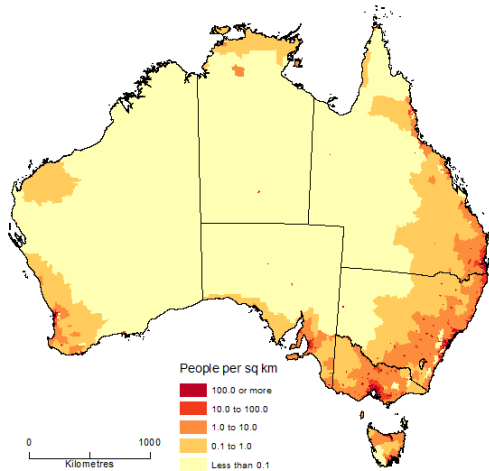 People per sq km
100.0 or more
10.0 to 100.0
1.0 to 10.0
0.1 to 1.0
Less than 0.1
0 1000
Kilometres